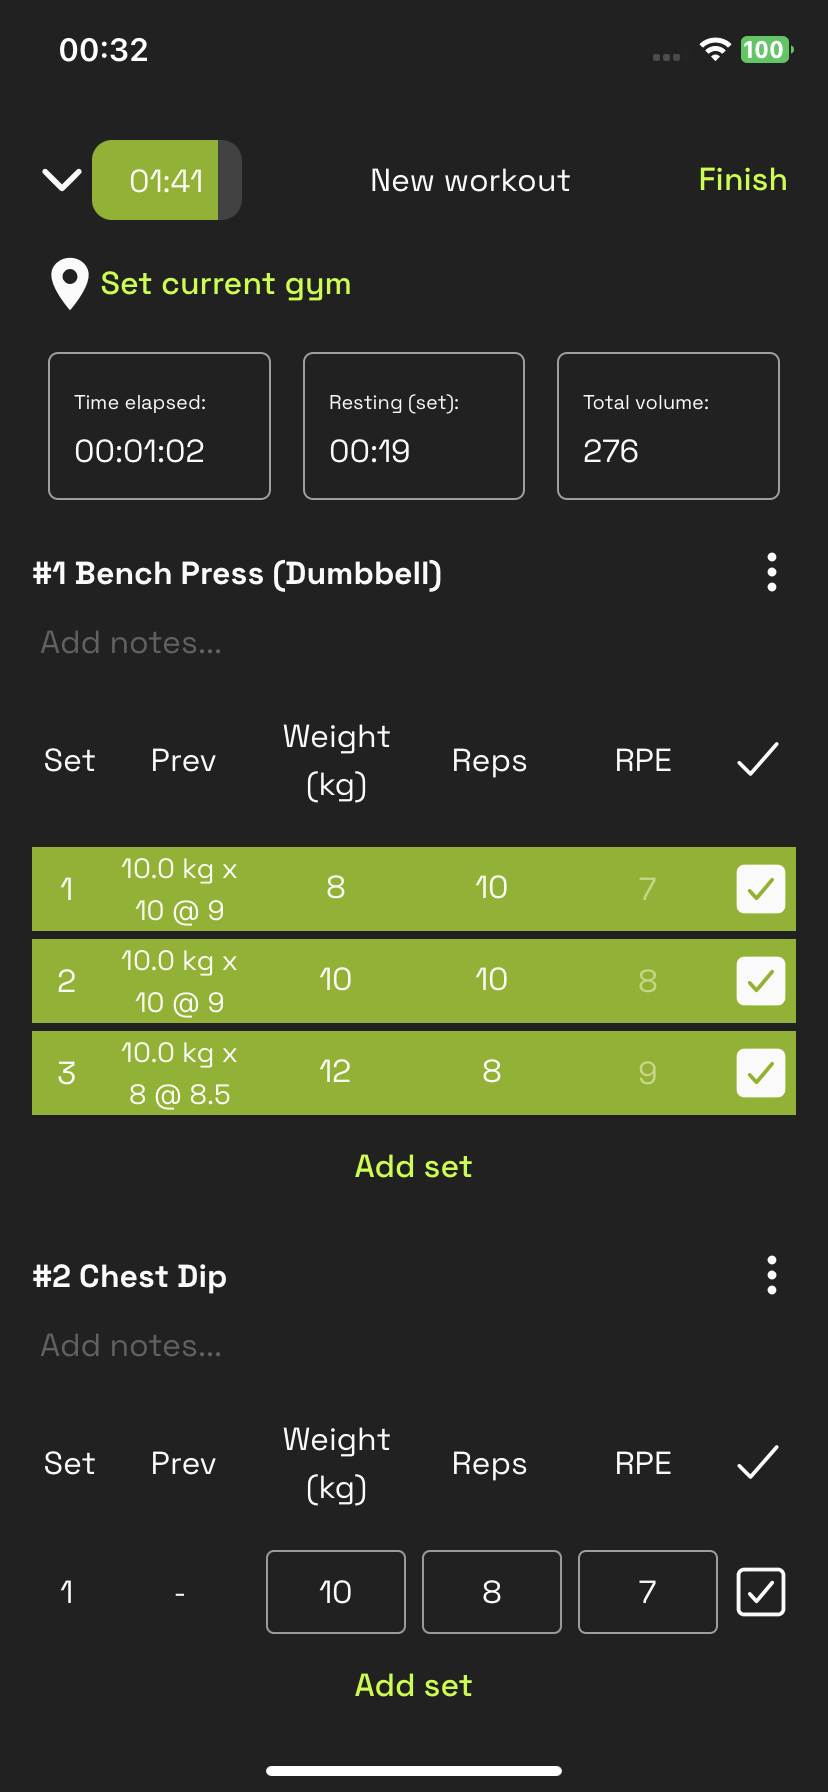 00:32
100
01:41
New workout
Finish
Set current gym
Time elapsed:
00:01:02
Resting (set):
00:19
Total volume:
276
#1 Bench Press (Dumbbell)
Add notes...
Set Prev Weight (kg) Reps RPE
1 10.0 kg x 10 @ 9 8 10 7
2 10.0 kg x 10 @ 9 10 10 8
3 10.0 kg x 8 @ 8.5 12 8 9
Add set
#2 Chest Dip
Add notes...
Set Prev Weight (kg) Reps RPE
1 - 10 8 7
Add set